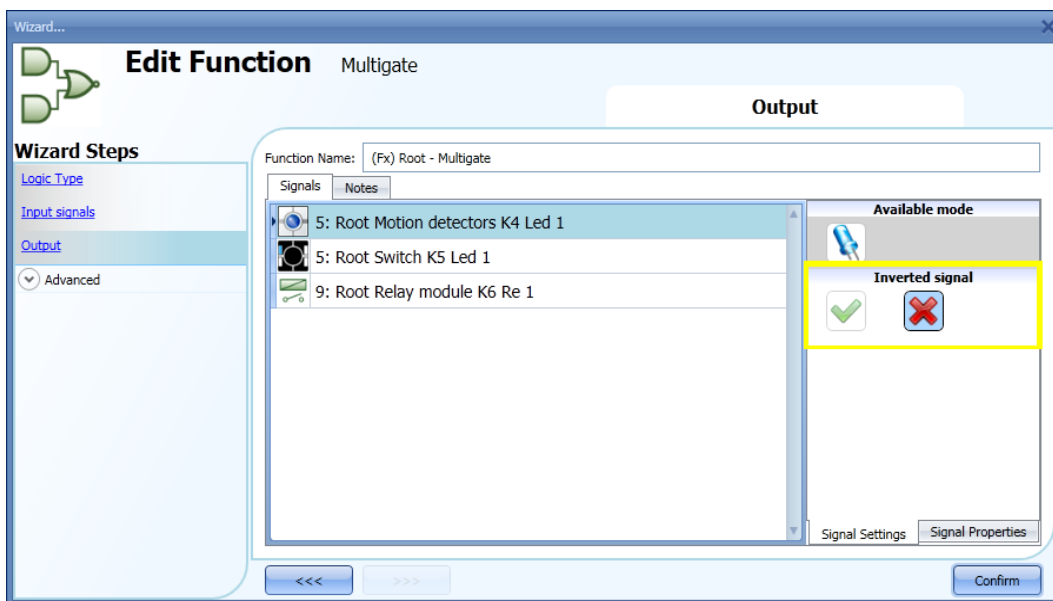 Wizard...
Edit Function Multigate
Output
Wizard Steps
Logic Type
Input signals
Output
Advanced
Function Name: (Fx) Root - Multigate
Signals Notes
5: Root Motion detectors K4 Led 1
5: Root Switch K5 Led 1
9: Root Relay module K6 Re 1
Available mode
Inverted signal
Signal Settings Signal Properties
<<< >>> Confirm